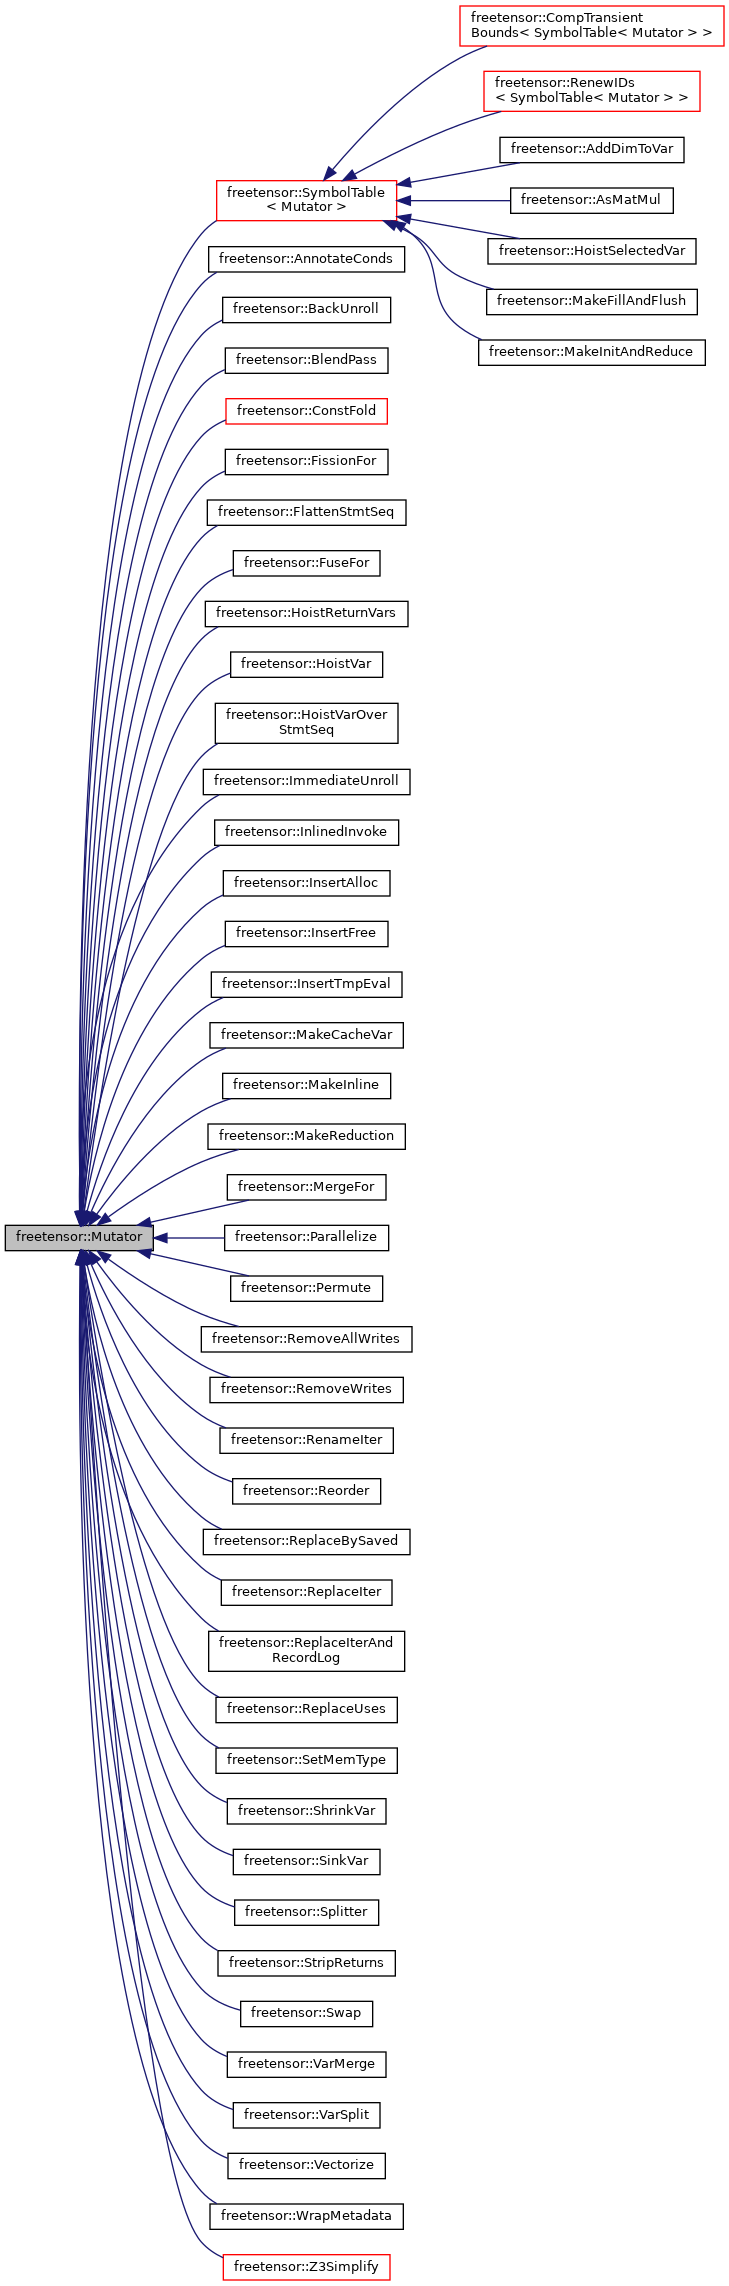 freetensor::CompTransient
Bounds< SymbolTable< Mutator > >
freetensor::RenewIDs
< SymbolTable< Mutator > >
freetensor::AddDimToVar
freetensor::SymbolTable
< Mutator >
freetensor::AsMatMul
freetensor::HoistSelectedVar
freetensor::MakeFillAndFlush
freetensor::MakeInitAndReduce
freetensor::AnnotateConds
freetensor::BackUnroll
freetensor::BlendPass
freetensor::ConstFold
freetensor::FissionFor
freetensor::FlattenStmtSeq
freetensor::FuseFor
freetensor::HoistReturnVars
freetensor::HoistVar
freetensor::HoistVarOver
StmtSeq
freetensor::ImmediateUnroll
freetensor::InlinedInvoke
freetensor::InsertAlloc
freetensor::InsertFree
freetensor::InsertTmpEval
freetensor::MakeCacheVar
freetensor::MakeInline
freetensor::MakeReduction
freetensor::MergeFor
freetensor::Mutator
freetensor::Parallelize
freetensor::Permute
freetensor::RemoveAllWrites
freetensor::RemoveWrites
freetensor::RenameIter
freetensor::Reorder
freetensor::ReplaceBySaved
freetensor::ReplaceIter
freetensor::ReplaceIterAnd
RecordLog
freetensor::ReplaceUses
freetensor::SetMemType
freetensor::ShrinkVar
freetensor::SinkVar
freetensor::Splitter
freetensor::StripReturns
freetensor::Swap
freetensor::VarMerge
freetensor::VarSplit
freetensor::Vectorize
freetensor::WrapMetadata
freetensor::Z3Simplify